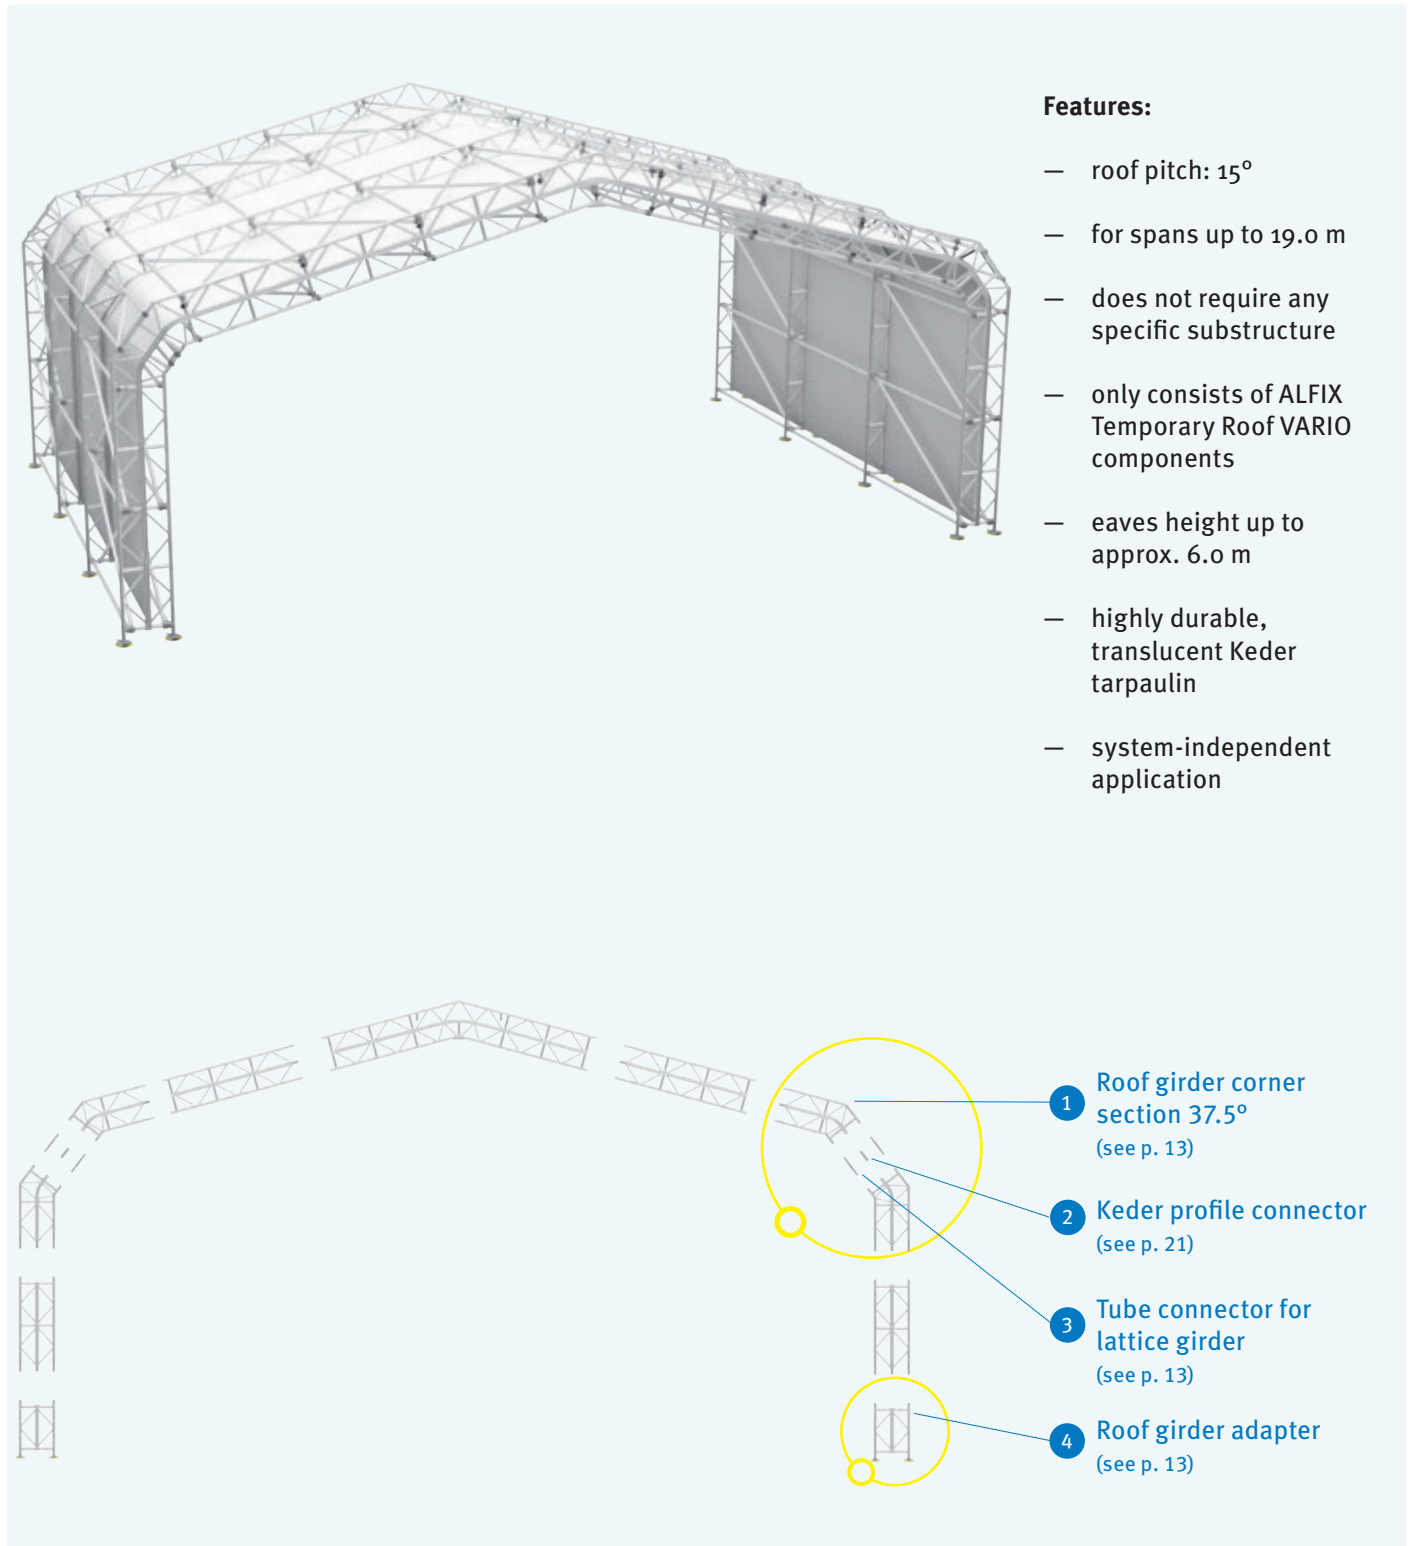 Features:
— roof pitch: 15°
— for spans up to 19.0 m
— does not require any
specific substructure
— only consists of ALFIX
Temporary Roof VARIO
components
— eaves height up to
approx. 6.0 m
— highly durable,
translucent Keder
tarpaulin
— system-independent
application
1 Roof girder corner
section 37.5°
(see p. 13)
2 Keder profile connector
(see p. 21)
3 Tube connector for
lattice girder
(see p. 13)
4 Roof girder adapter
(see p. 13)